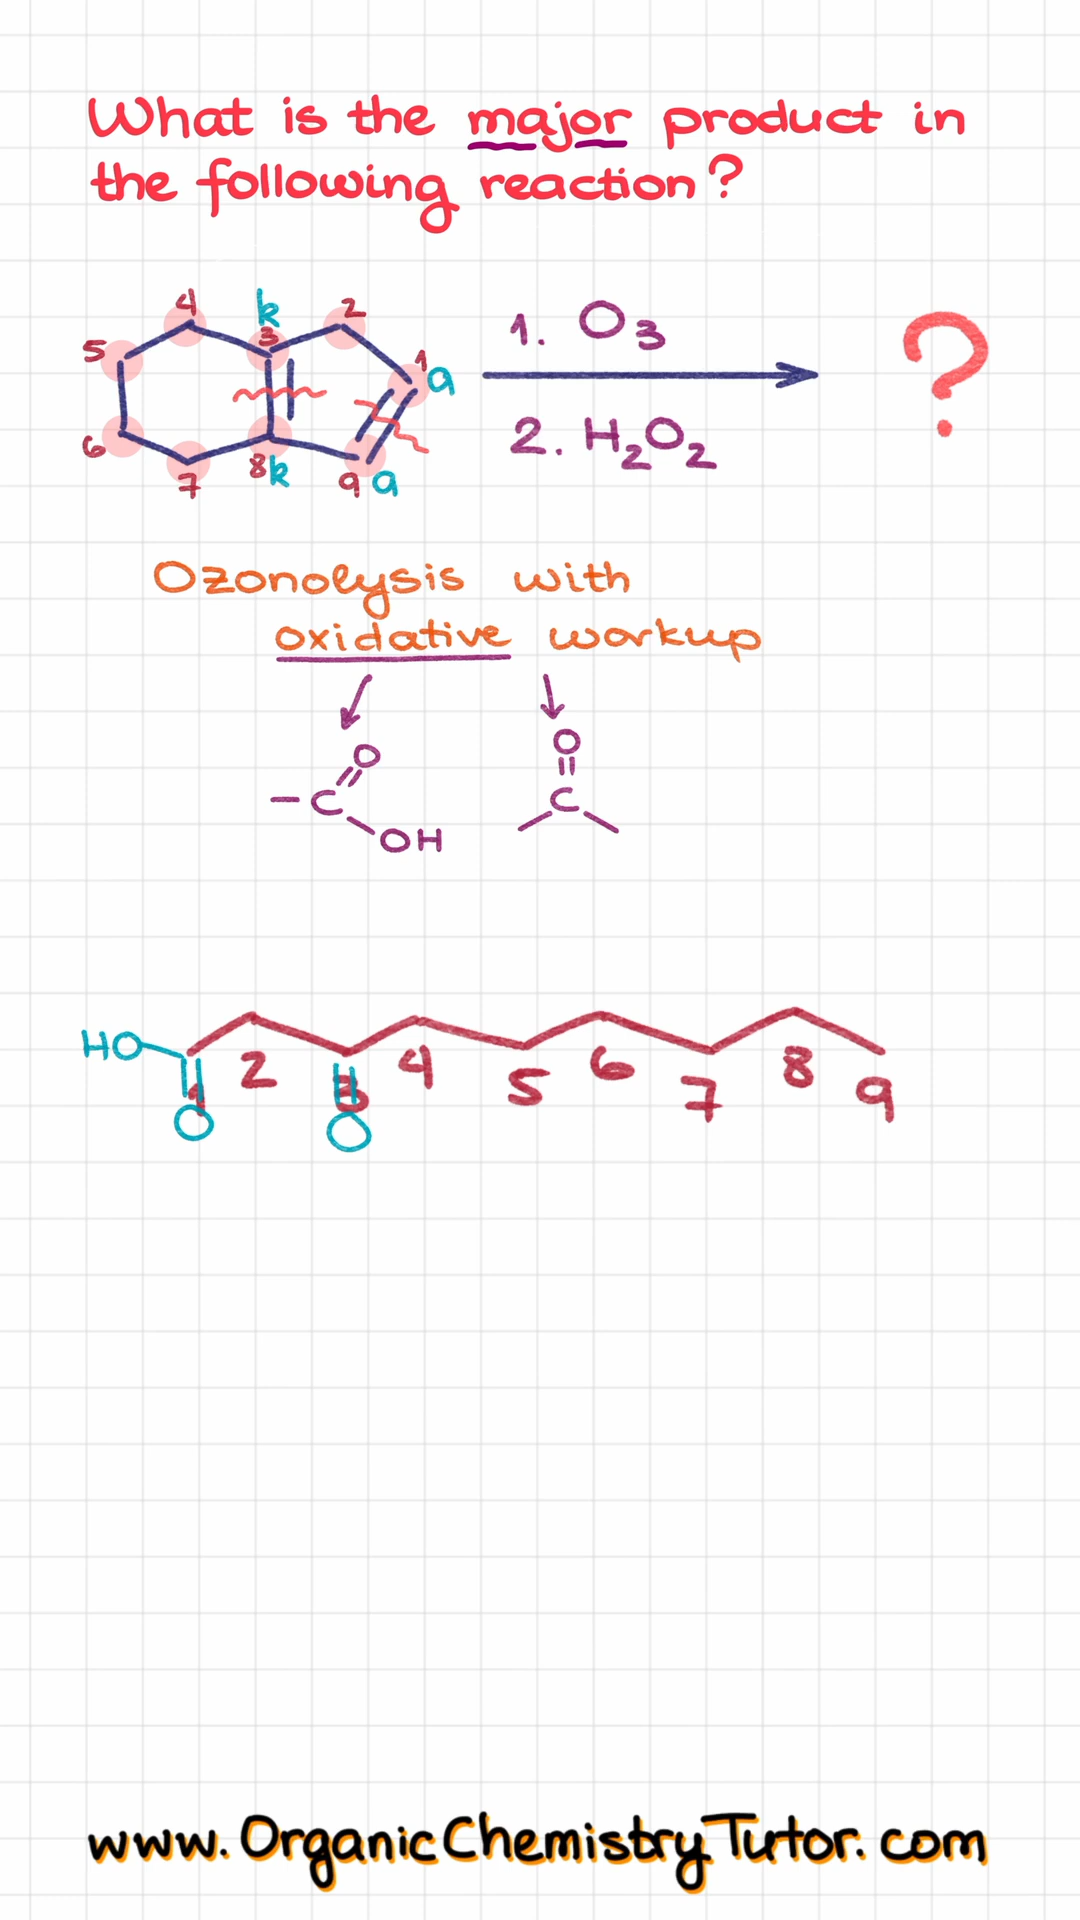 What is the major product in
the following reaction?
4 k 2
5 3 1 a
6 8 k 9 a
7
1. O3
2. H2O2
?
Ozonolysis with
oxidative workup
O O
C C
OH
HO 2 4 6 8
1 3 5 7 9
O O
www.OrganicChemistryTutor.com